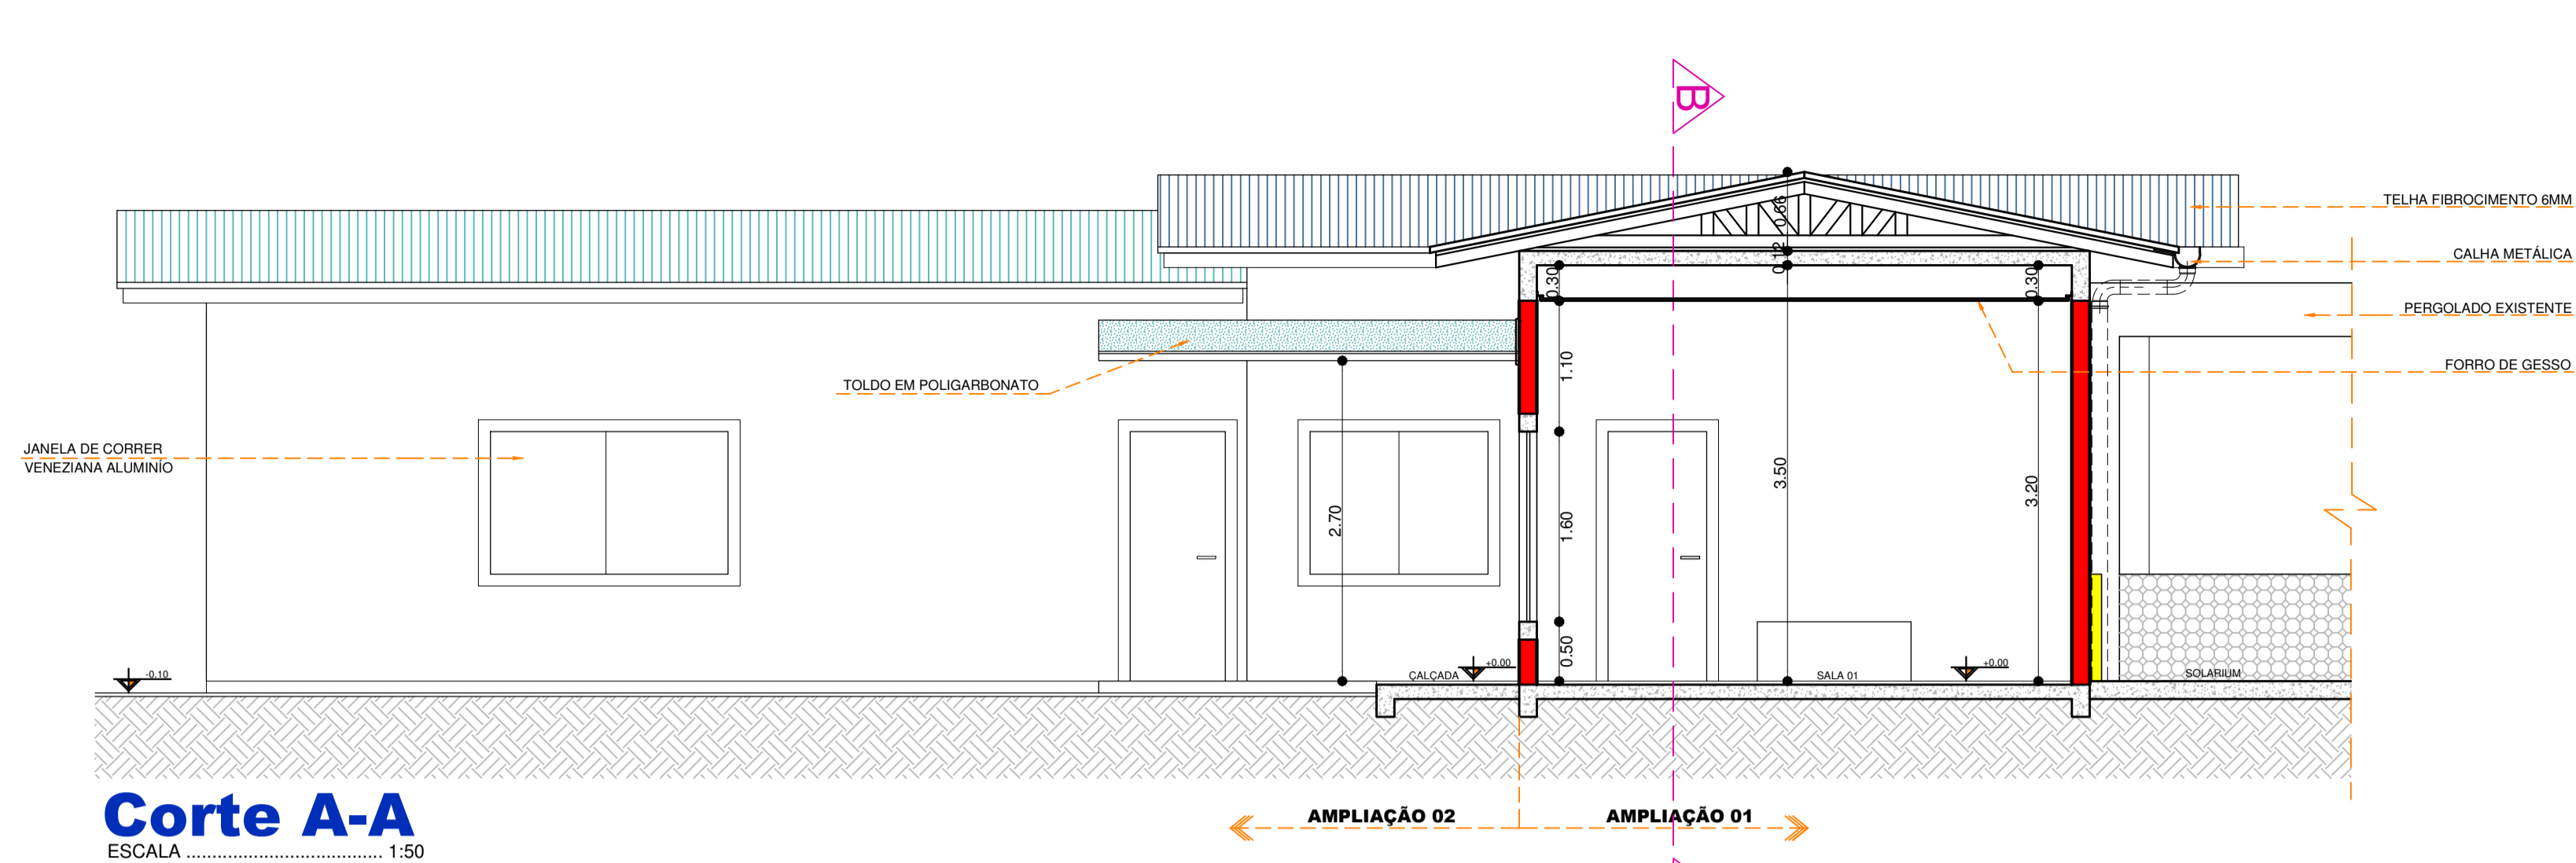 B
TELHA FIBROCIMENTO 6MM
0.66
CALHA METÁLICA
0.12
0.30
0.30
PERGOLADO EXISTENTE
FORRO DE GESSO
1.10
TOLDO EM POLIGARBONATO
JANELA DE CORRER
VENEZIANA ALUMINÍO
3.50
3.20
2.70
1.60
0.50
-0.10
+0.00
+0.00
CALÇADA
SALA 01
SOLARIUM
AMPLIAÇÃO 02
AMPLIAÇÃO 01
Corte A-A
ESCALA ...................................... 1:50